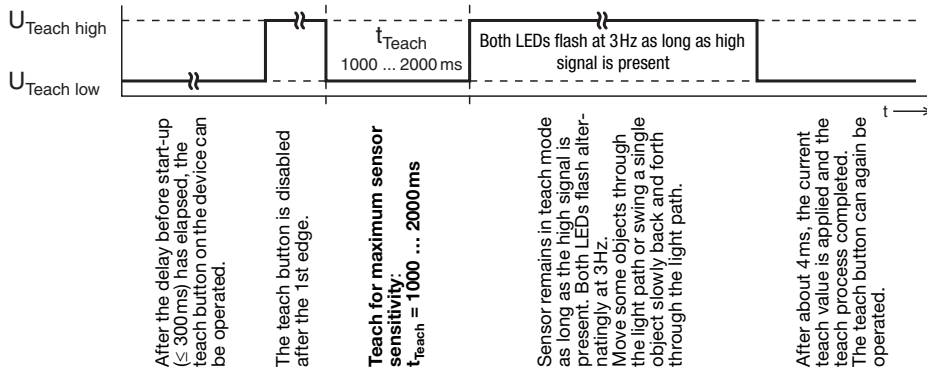 U Teach high
t Teach
1000 ... 2000 ms
Both LEDs flash at 3Hz as long as high
signal is present
U Teach low
t
After the delay before start-up
(≤ 300ms) has elapsed, the
teach button on the device can
be operated.
The teach button is disabled
after the 1st edge.
Teach for maximum sensor
sensitivity:
t Teach = 1000 ... 2000ms
Sensor remains in teach mode
as long as the high signal is
present. Both LEDs flash alter-
natingly at 3Hz.
Move some objects through
the light path or swing a single
object slowly back and forth
through the light path.
After about 4ms, the current
teach value is applied and the
teach process completed.
The teach button can again be
operated.